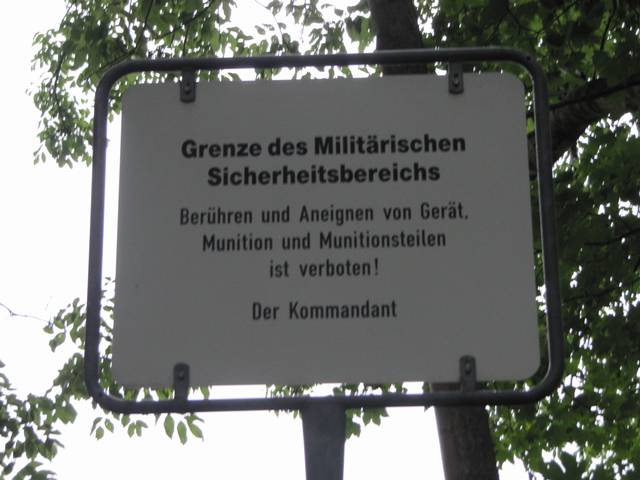 Grenze des Militärischen
Sicherheitsbereichs
Berühren und Aneignen von Gerät,
Munition und Munitionsteilen
ist verboten!
Der Kommandant